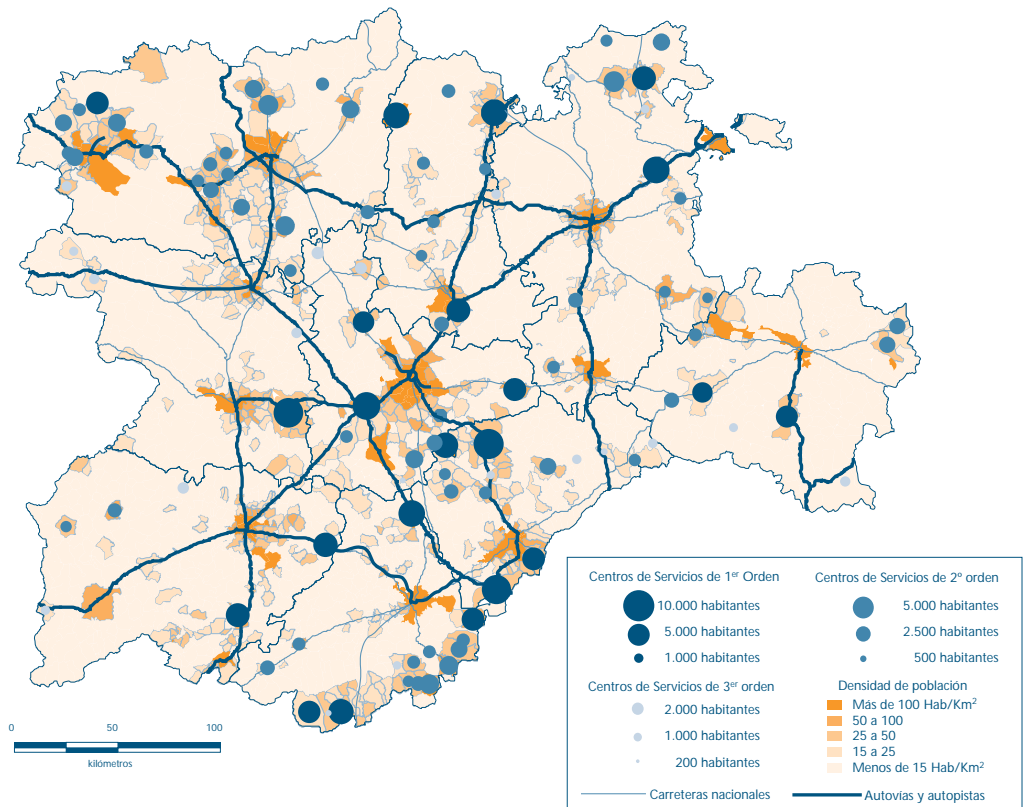 Centros de Servicios de 1er Orden
10.000 habitantes
5.000 habitantes
1.000 habitantes
Centros de Servicios de 2º orden
5.000 habitantes
2.500 habitantes
500 habitantes
Centros de Servicios de 3er orden
2.000 habitantes
1.000 habitantes
200 habitantes
Densidad de población
Más de 100 Hab/Km2
50 a 100
25 a 50
15 a 25
Menos de 15 Hab/Km2
Carreteras nacionales
Autovías y autopistas
0 50 100
kilómetros